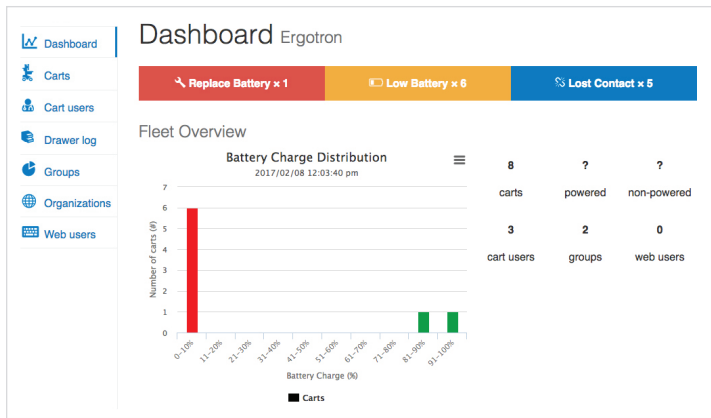 Dashboard
Carts
Cart users
Drawer log
Groups
Organizations
Web users
Dashboard Ergotron
Replace Battery × 1
Low Battery × 6
Lost Contact × 5
Fleet Overview
Battery Charge Distribution
2017/02/08 12:03:40 pm
Number of carts (#)
7
6
5
4
3
2
1
0
0-10%
11-20%
21-30%
31-40%
41-50%
51-60%
61-70%
71-80%
81-90%
91-100%
Battery Charge (%)
Carts
8 ? ?
carts powered non-powered
3 2 0
cart users groups web users